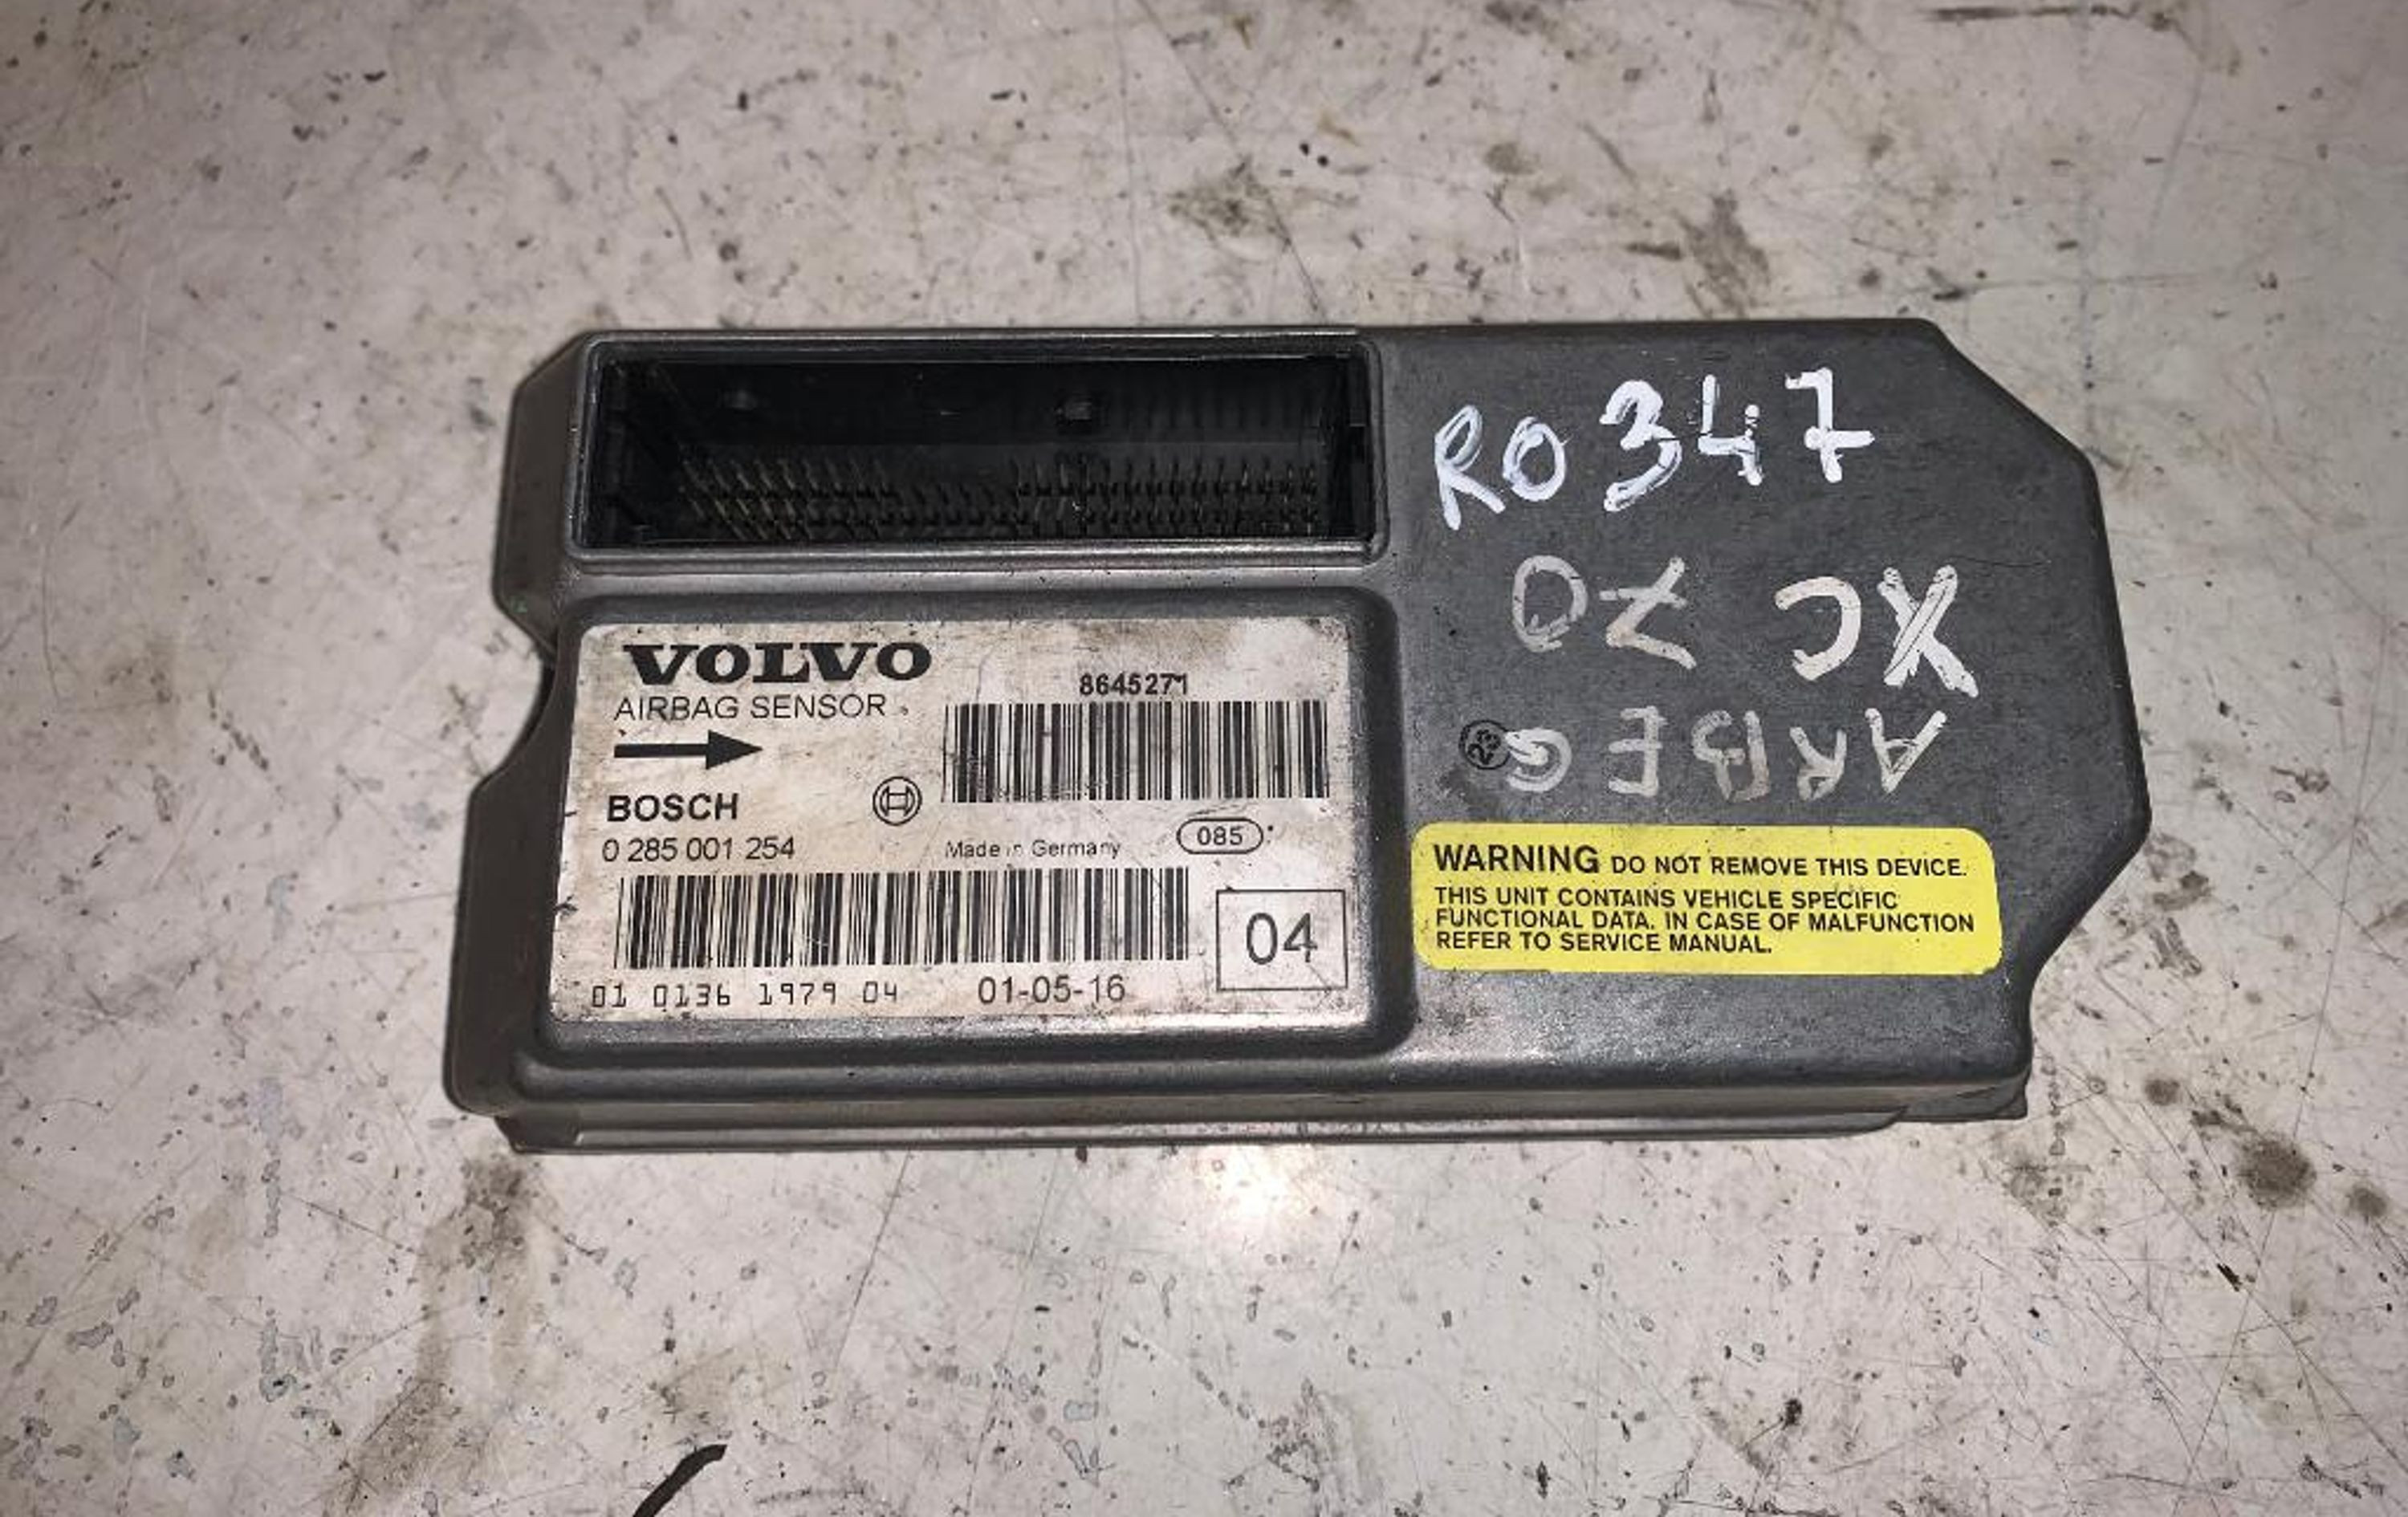 RO347
XC 70
ARBEG
VOLVO
AIRBAG SENSOR
8645271
BOSCH
0 285 001 254
Made in Germany
085
04
01 0136 1979 04 01-05-16
WARNING DO NOT REMOVE THIS DEVICE.
THIS UNIT CONTAINS VEHICLE SPECIFIC
FUNCTIONAL DATA. IN CASE OF MALFUNCTION
REFER TO SERVICE MANUAL.